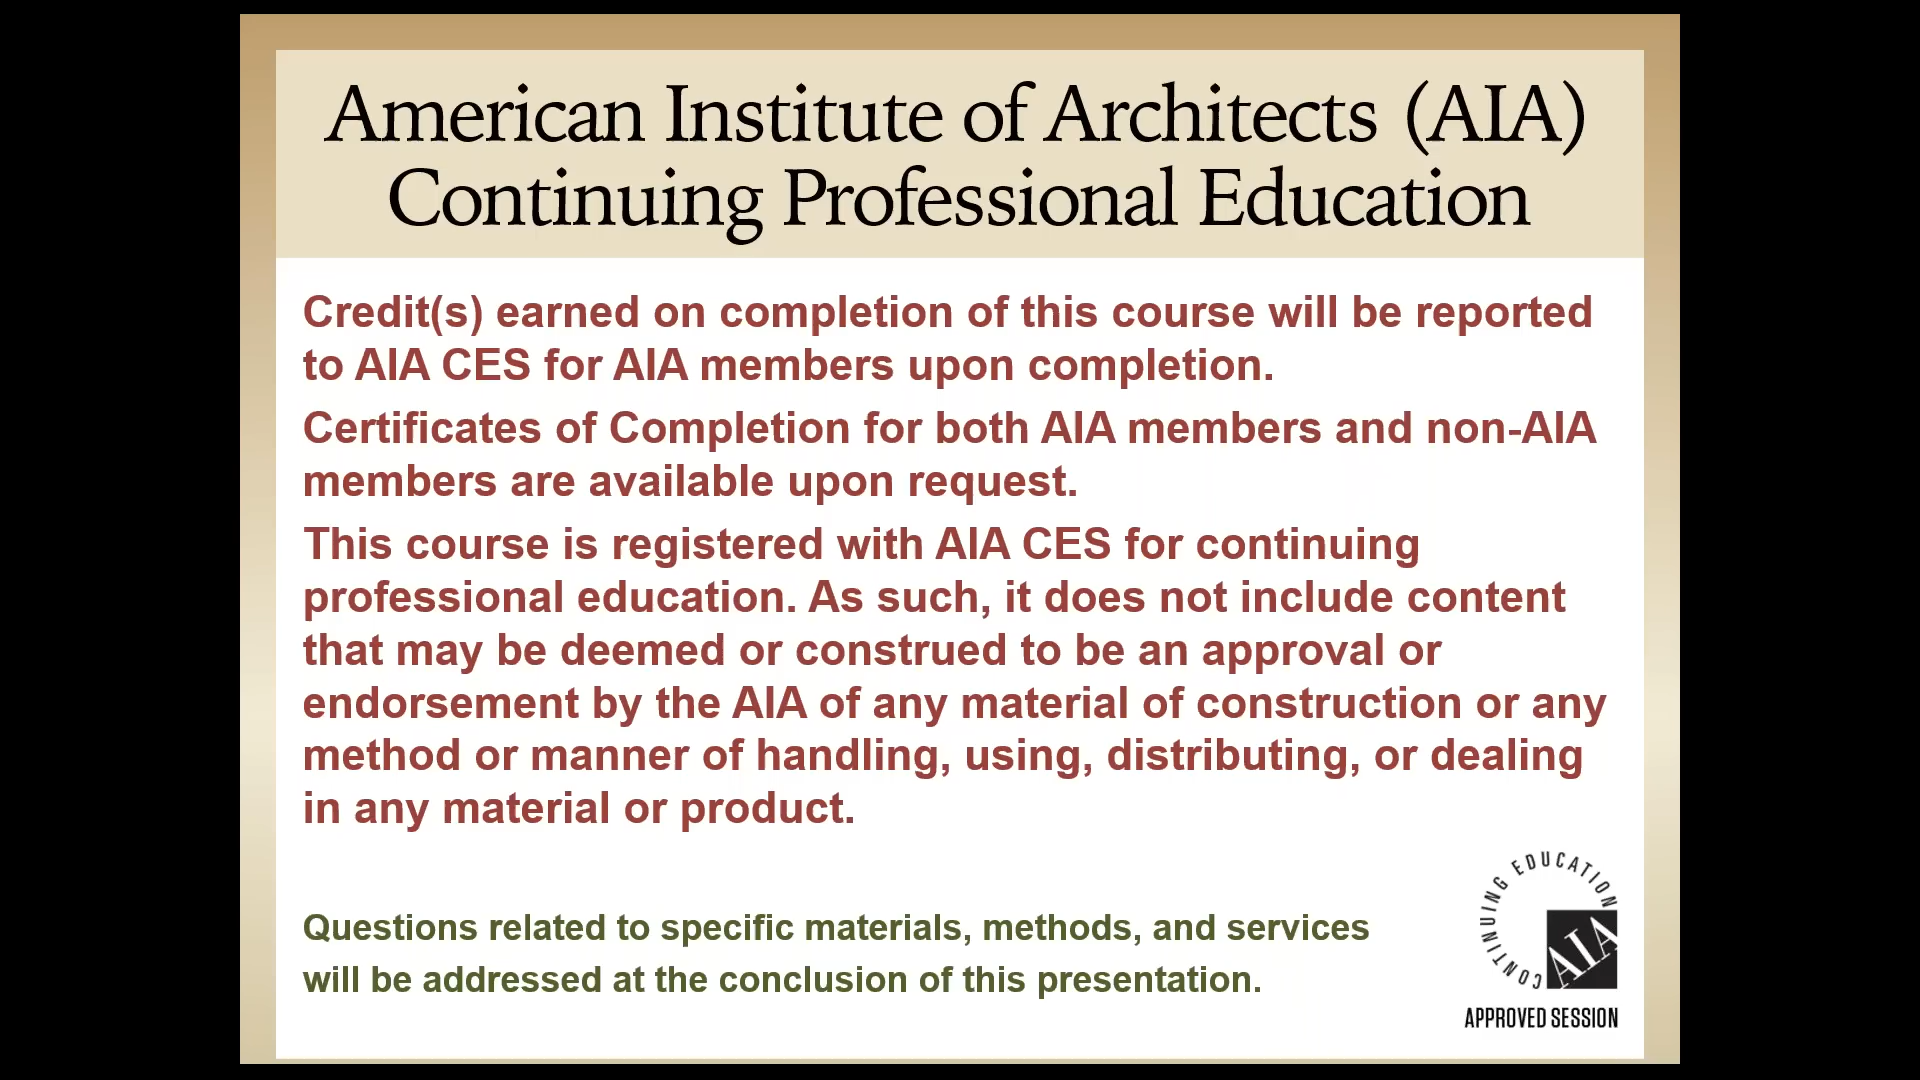 American Institute of Architects (AIA)
Continuing Professional Education
Credit(s) earned on completion of this course will be reported
to AIA CES for AIA members upon completion.
Certificates of Completion for both AIA members and non-AIA
members are available upon request.
This course is registered with AIA CES for continuing
professional education. As such, it does not include content
that may be deemed or construed to be an approval or
endorsement by the AIA of any material of construction or any
method or manner of handling, using, distributing, or dealing
in any material or product.
Questions related to specific materials, methods, and services
will be addressed at the conclusion of this presentation.
CONTINUING EDUCATION
AIA
APPROVED SESSION